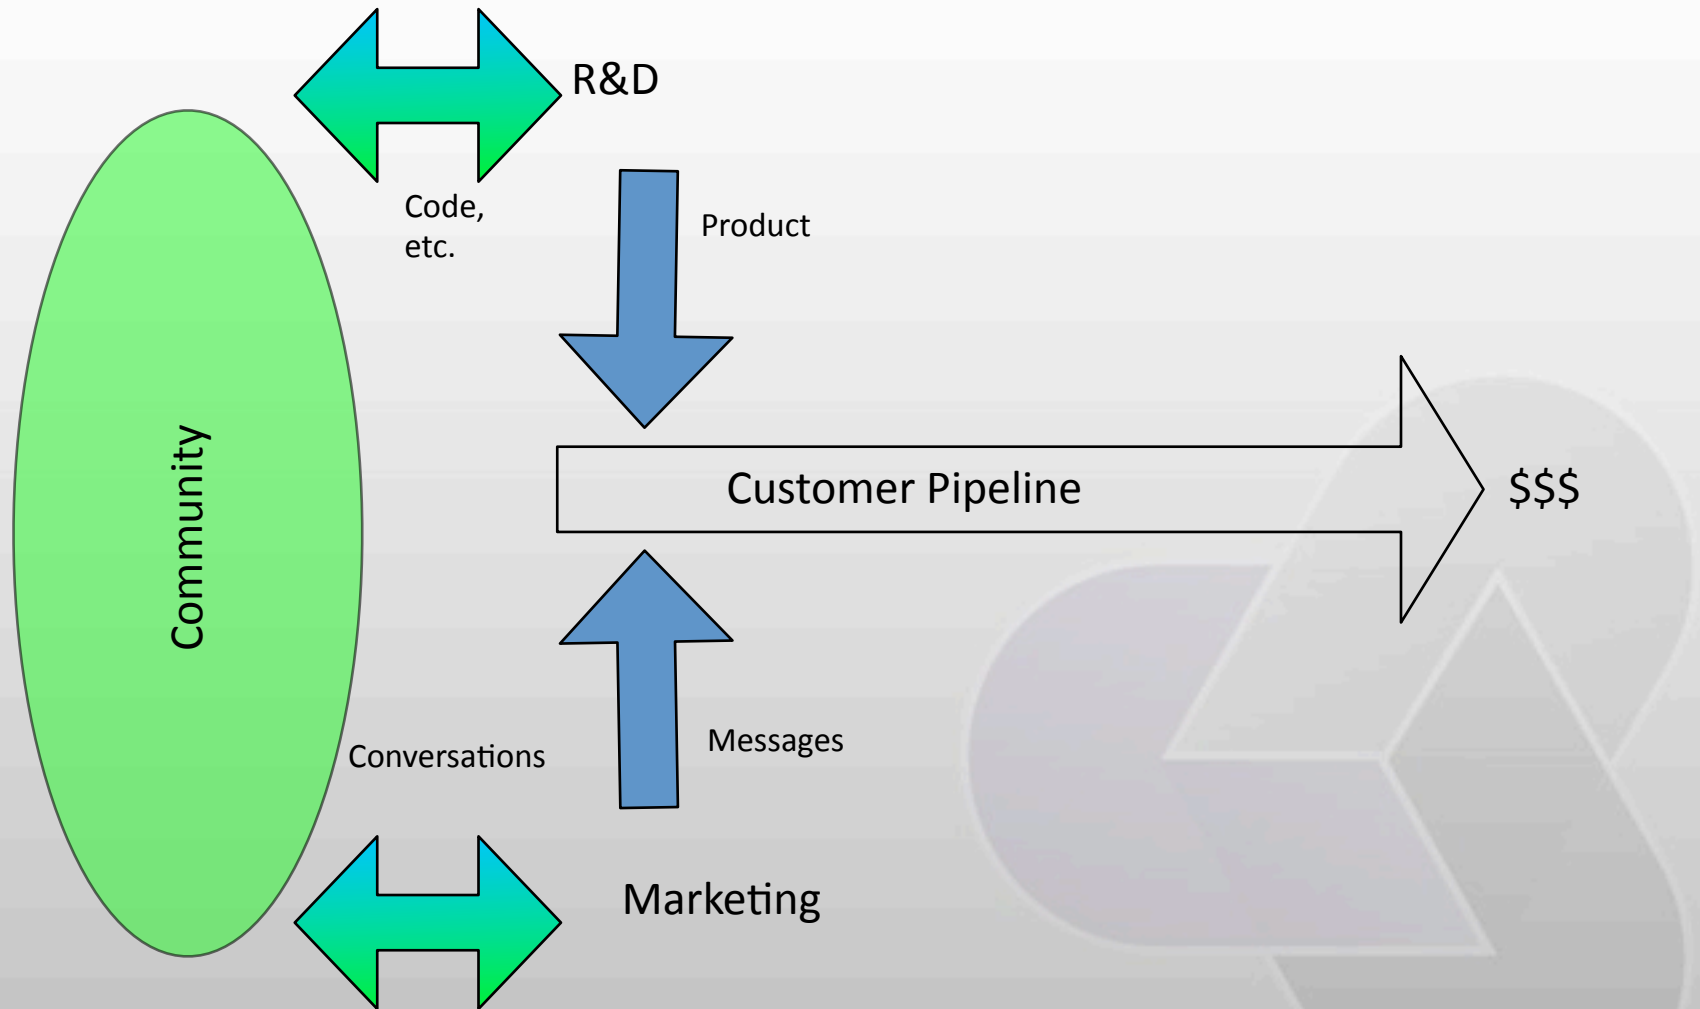 R&D
Code,
etc.
Product
Community
Customer Pipeline
$$$
Conversations
Messages
Marketing